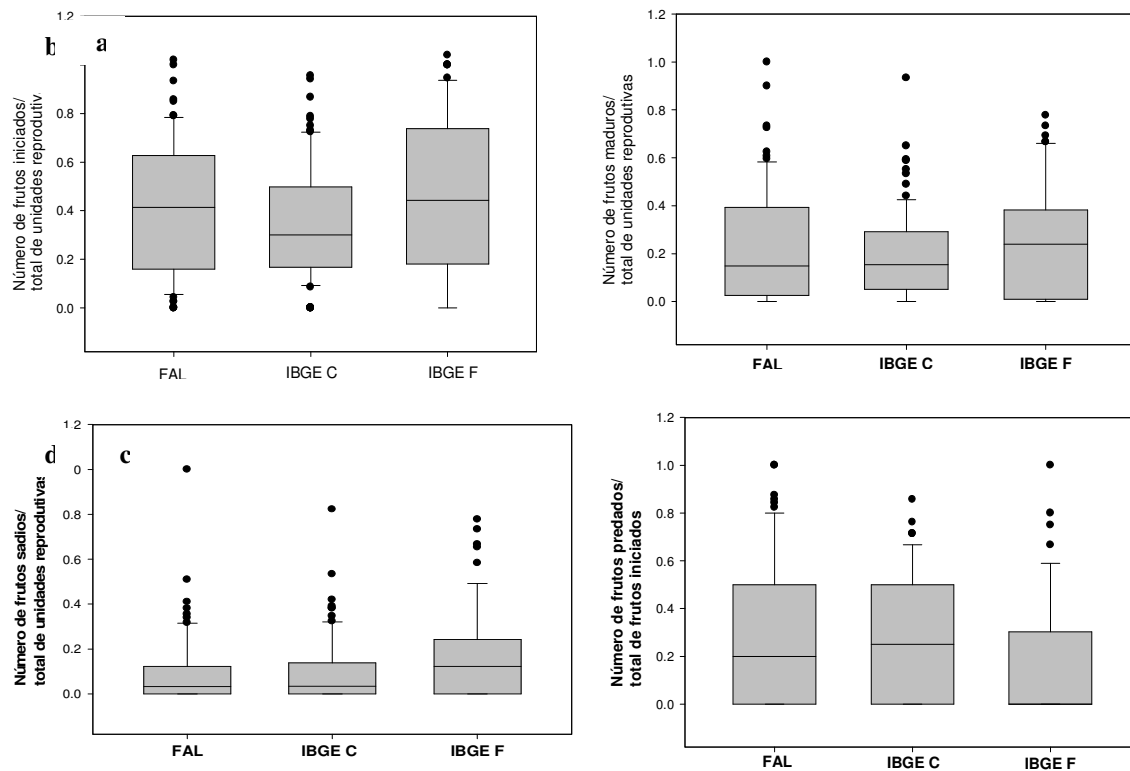 b a
Número de frutos iniciados/
total de unidades reprodutiv
1.2
1.0
0.8
0.6
0.4
0.2
0.0
FAL IBGE C IBGE F
Número de frutos maduros/
total de unidades reprodutivas
1.2
1.0
0.8
0.6
0.4
0.2
0.0
FAL IBGE C IBGE F
d c
Número de frutos sadios/
total de unidades reprodutivas
1.2
0
0.8
0.6
0.4
0.2
0.0
FAL IBGE C IBGE F
Número de frutos predados/
total de frutos iniciados
1.2
1.0
0.8
0.6
0.4
0.2
0.0
FAL IBGE C IBGE F